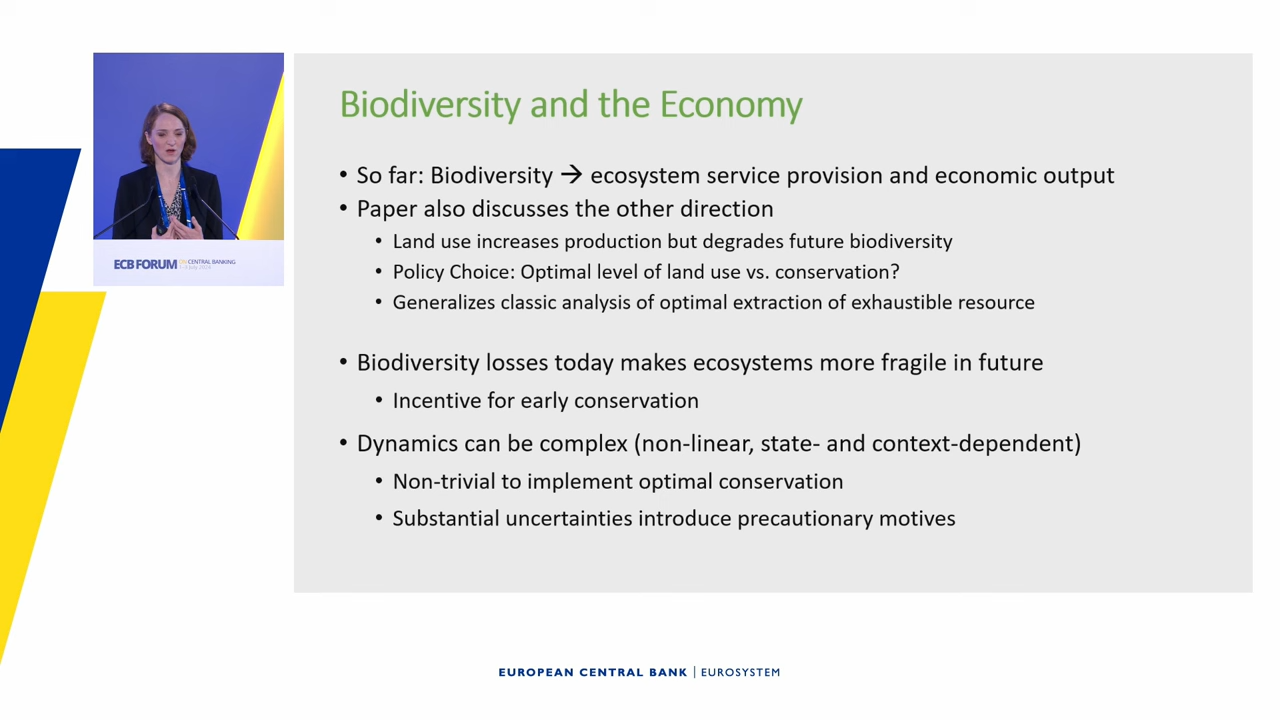 Biodiversity and the Economy
• So far: Biodiversity → ecosystem service provision and economic output
• Paper also discusses the other direction
• Land use increases production but degrades future biodiversity
• Policy Choice: Optimal level of land use vs. conservation?
• Generalizes classic analysis of optimal extraction of exhaustible resource
• Biodiversity losses today makes ecosystems more fragile in future
• Incentive for early conservation
• Dynamics can be complex (non-linear, state- and context-dependent)
• Non-trivial to implement optimal conservation
• Substantial uncertainties introduce precautionary motives
ECB FORUM ON CENTRAL BANKING
EUROPEAN CENTRAL BANK | EUROSYSTEM